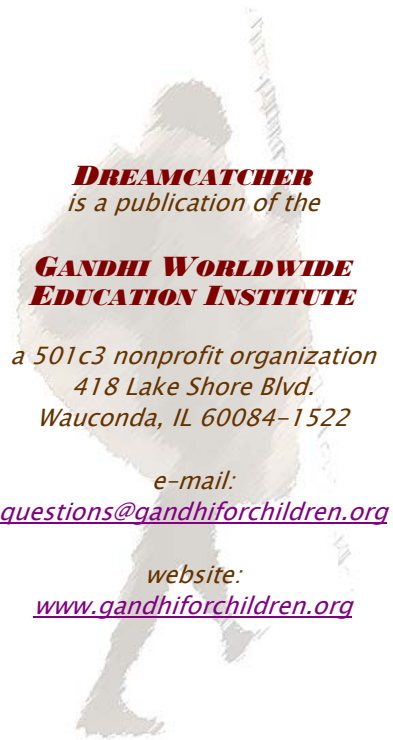 DREAMCATCHER
is a publication of the
GANDHI WORLDWIDE
EDUCATION INSTITUTE
a 501c3 nonprofit organization
418 Lake Shore Blvd.
Wauconda, IL 60084-1522
e-mail:
questions@gandhiforchildren.org
website:
www.gandhiforchildren.org